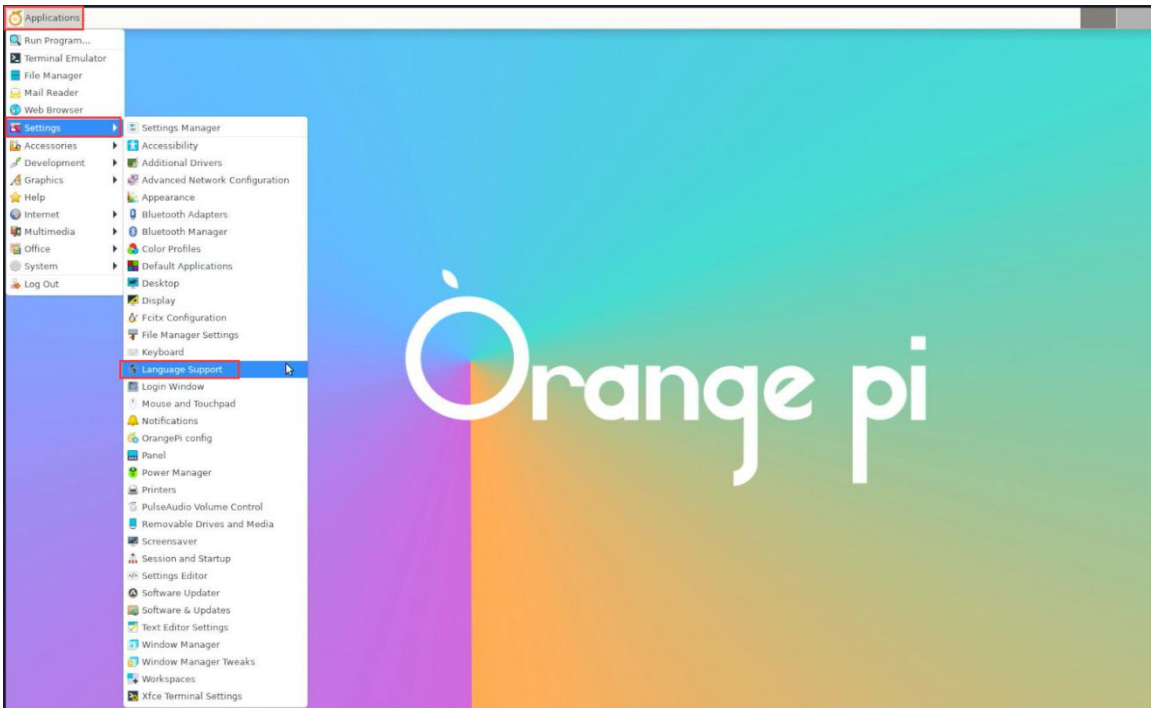 Applications
Run Program...
Terminal Emulator
File Manager
Mail Reader
Web Browser
Settings
Accessories
Development
Graphics
Help
Internet
Multimedia
Office
System
Log Out
Settings Manager
Accessibility
Additional Drivers
Advanced Network Configuration
Appearance
Bluetooth Adapters
Bluetooth Manager
Color Profiles
Default Applications
Desktop
Display
Fcitx Configuration
File Manager Settings
Keyboard
Language Support
Login Window
Mouse and Touchpad
Notifications
OrangePi config
Panel
Power Manager
Printers
PulseAudio Volume Control
Removable Drives and Media
Screensaver
Session and Startup
Settings Editor
Software Updater
Software & Updates
Text Editor Settings
Window Manager
Window Manager Tweaks
Workspaces
Xfce Terminal Settings
Orange pi